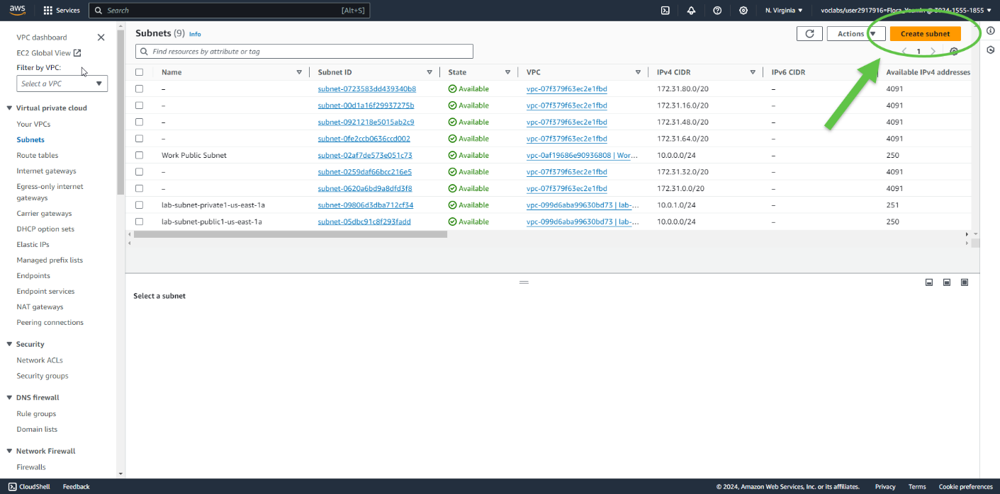 aws Services Search [Alt+S] N. Virginia voclabs/user2917916=Flora_Yeamin @ 3024-1555-1855
VPC dashboard
EC2 Global View
Filter by VPC:
Select a VPC
Virtual private cloud
Your VPCs
Subnets
Route tables
Internet gateways
Egress-only internet
gateways
Carrier gateways
DHCP option sets
Elastic IPs
Managed prefix lists
Endpoints
Endpoint services
NAT gateways
Peering connections
Security
Network ACLs
Security groups
DNS firewall
Rule groups
Domain lists
Network Firewall
Firewalls
Subnets (9) Info
Actions Create subnet
Find resources by attribute or tag
1
Name Subnet ID State VPC IPv4 CIDR IPv6 CIDR Available IPv4 addresses
– subnet-0723583dd439340b8 Available vpc-07f379f63ec2e1fbd 172.31.80.0/20 – 4091
– subnet-00d1a16f29937275b Available vpc-07f379f63ec2e1fbd 172.31.16.0/20 – 4091
– subnet-0921218e5015ab2c9 Available vpc-07f379f63ec2e1fbd 172.31.48.0/20 – 4091
– subnet-0fe2ccb0636ccd002 Available vpc-07f379f63ec2e1fbd 172.31.64.0/20 – 4091
Work Public Subnet subnet-02af7de573e051c73 Available vpc-0af19686e90936808 | Wor... 10.0.0.0/24 – 250
– subnet-0259daf66bcc216e5 Available vpc-07f379f63ec2e1fbd 172.31.32.0/20 – 4091
– subnet-0620a6bd9a8dfd3f8 Available vpc-07f379f63ec2e1fbd 172.31.0.0/20 – 4091
lab-subnet-private1-us-east-1a subnet-09806d3dba712cf34 Available vpc-099d6aba99630bd73 | lab-... 10.0.1.0/24 – 251
lab-subnet-public1-us-east-1a subnet-05dbc91c8f293fadd Available vpc-099d6aba99630bd73 | lab-... 10.0.0.0/24 – 250
Select a subnet
CloudShell Feedback © 2024, Amazon Web Services, Inc. or its affiliates. Privacy Terms Cookie preferences